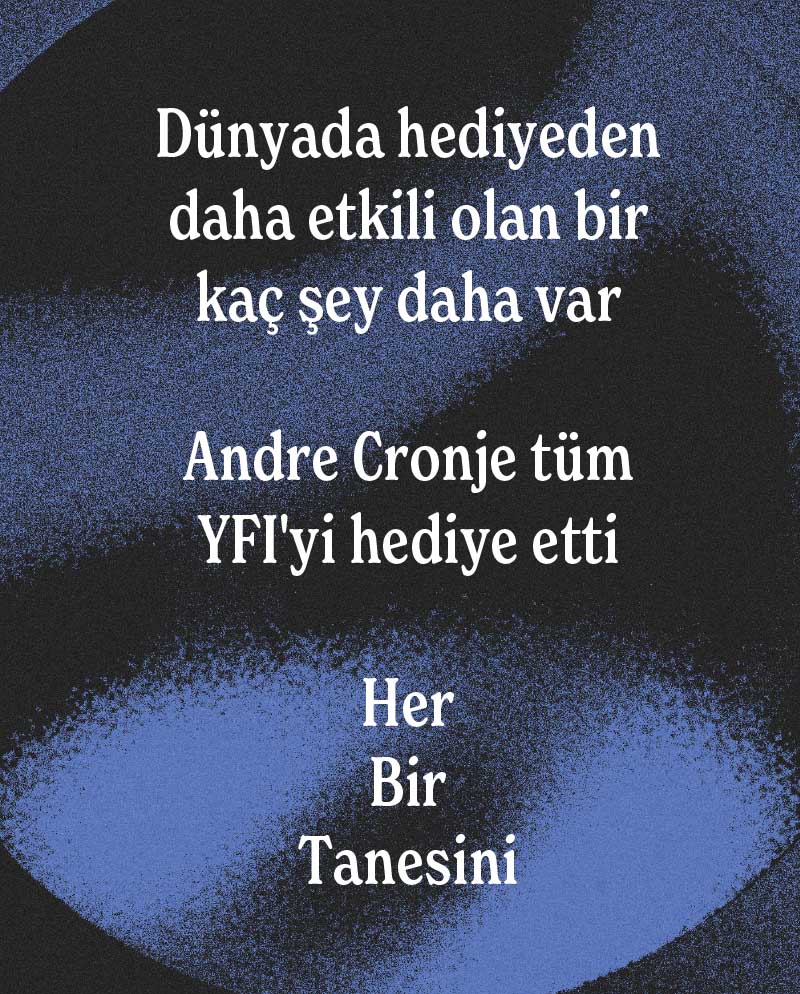 Dünyada hediyeden
daha etkili olan bir
kaç şey daha var
Andre Cronje tüm
YFI'yi hediye etti
Her
Bir
Tanesini